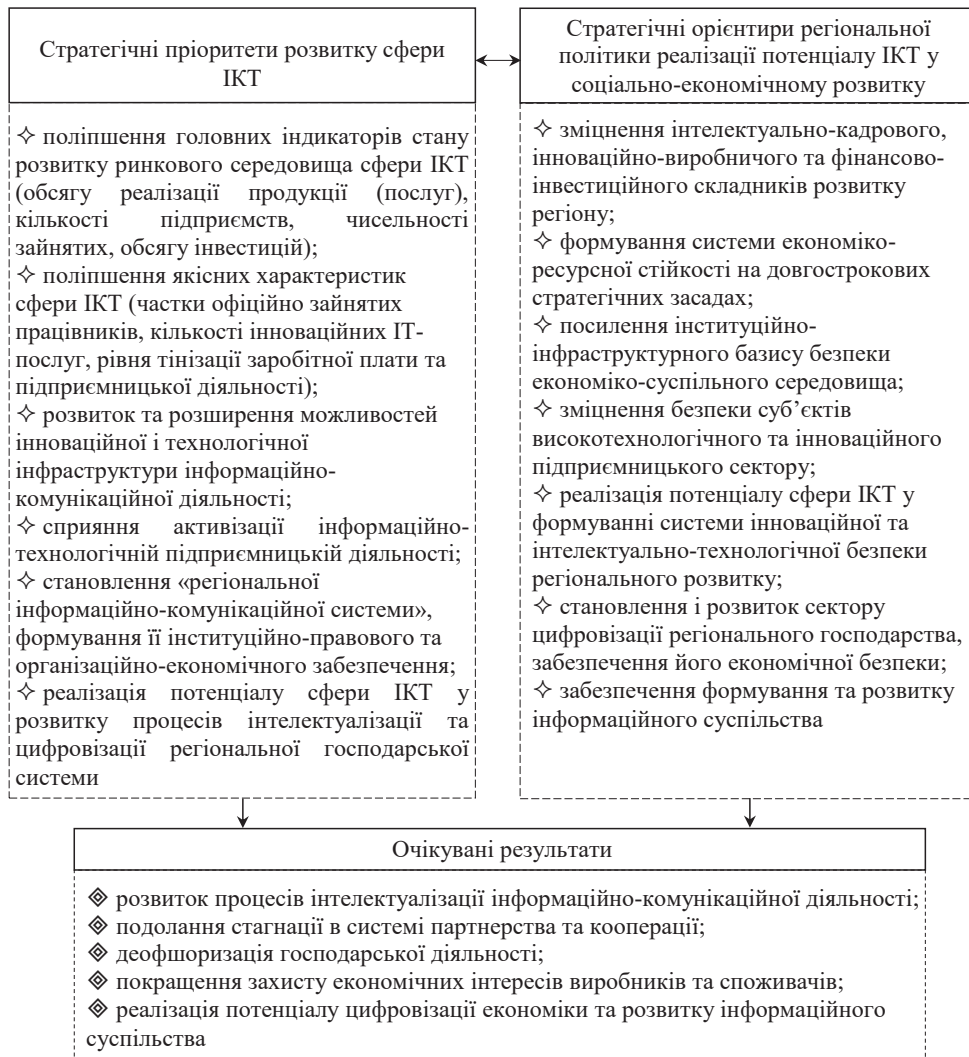 Стратегічні пріоритети розвитку сфери
ІКТ
✧ поліпшення головних індикаторів стану
розвитку ринкового середовища сфери ІКТ
(обсягу реалізації продукції (послуг),
кількості підприємств, чисельності
зайнятих, обсягу інвестицій);
✧ поліпшення якісних характеристик
сфери ІКТ (частки офіційно зайнятих
працівників, кількості інноваційних ІТ-
послуг, рівня тінізації заробітної плати та
підприємницької діяльності);
✧ розвиток та розширення можливостей
інноваційної і технологічної
інфраструктури інформаційно-
комунікаційної діяльності;
✧ сприяння активізації інформаційно-
технологічній підприємницькій діяльності;
✧ становлення «регіональної
інформаційно-комунікаційної системи»,
формування її інституційно-правового та
організаційно-економічного забезпечення;
✧ реалізація потенціалу сфери ІКТ у
розвитку процесів інтелектуалізації та
цифровізації регіональної господарської
системи
Стратегічні орієнтири регіональної
політики реалізації потенціалу ІКТ у
соціально-економічному розвитку
✧ зміцнення інтелектуально-кадрового,
інноваційно-виробничого та фінансово-
інвестиційного складників розвитку
регіону;
✧ формування системи економіко-
ресурсної стійкості на довгострокових
стратегічних засадах;
✧ посилення інституційно-
інфраструктурного базису безпеки
економіко-суспільного середовища;
✧ зміцнення безпеки суб’єктів
високотехнологічного та інноваційного
підприємницького сектору;
✧ реалізація потенціалу сфери ІКТ у
формуванні системи інноваційної та
інтелектуально-технологічної безпеки
регіонального розвитку;
✧ становлення і розвиток сектору
цифровізації регіонального господарства,
забезпечення його економічної безпеки;
✧ забезпечення формування та розвитку
інформаційного суспільства
Очікувані результати
◈ розвиток процесів інтелектуалізації інформаційно-комунікаційної діяльності;
◈ подолання стагнації в системі партнерства та кооперації;
◈ деофшоризація господарської діяльності;
◈ покращення захисту економічних інтересів виробників та споживачів;
◈ реалізація потенціалу цифровізації економіки та розвитку інформаційного
суспільства